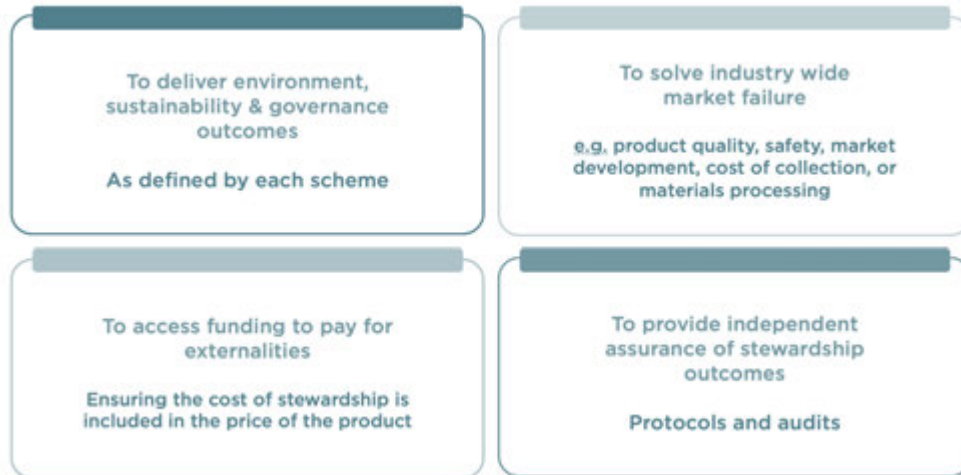 To deliver environment,
sustainability & governance
outcomes
As defined by each scheme
To solve industry wide
market failure
e.g. product quality, safety, market
development, cost of collection, or
materials processing
To access funding to pay for
externalities
Ensuring the cost of stewardship is
included in the price of the product
To provide independent
assurance of stewardship
outcomes
Protocols and audits